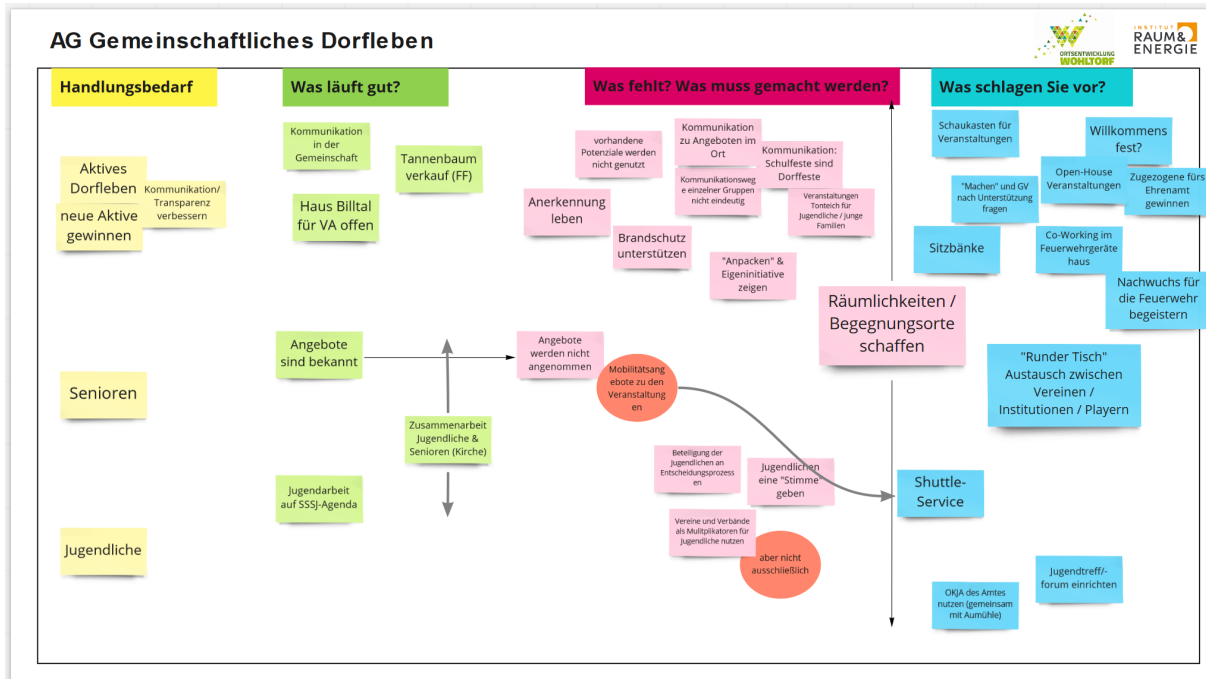 AG Gemeinschaftliches Dorfleben
ORTSENTWICKLUNG
WOHLTORF
INSTITUT
RAUM&
ENERGIE
Handlungsbedarf
Was läuft gut?
Was fehlt? Was muss gemacht werden?
Was schlagen Sie vor?
Aktives
Dorfleben
Kommunikation/
Transparenz
verbessern
neue Aktive
gewinnen
Senioren
Jugendliche
Kommunikation
in der
Gemeinschaft
Tannenbaum
verkauf (FF)
Haus Billtal
für VA offen
Angebote
sind bekannt
Zusammenarbeit
Jugendliche &
Senioren (Kirche)
Jugendarbeit
auf SSSJ-Agenda
vorhandene
Potenziale werden
nicht genutzt
Kommunikation
zu Angeboten im
Ort
Kommunikation:
Schulfeste sind
Dorffeste
Kommunikationsweg
e einzelner Gruppen
nicht eindeutig
Anerkennung
leben
Veranstaltungen
Tonteich für
Jugendliche / junge
Familien
Brandschutz
unterstützen
"Anpacken" &
Eigeninitiative
zeigen
Räumlichkeiten /
Begegnungsorte
schaffen
Angebote
werden nicht
angenommen
Mobilitätsang
ebote zu den
Veranstaltung
en
Beteiligung der
Jugendlichen an
Entscheidungsprozess
en
Jugendlichen
eine "Stimme"
geben
Vereine und Verbände
als Mulitplikatoren für
Jugendliche nutzen
aber nicht
ausschließlich
Schaukasten für
Veranstaltungen
Willkommens
fest?
Open-House
Veranstaltungen
Zugezogene fürs
Ehrenamt
gewinnen
"Machen" und GV
nach Unterstützung
fragen
Sitzbänke
Co-Working im
Feuerwehrgeräte
haus
Nachwuchs für
die Feuerwehr
begeistern
"Runder Tisch"
Austausch zwischen
Vereinen /
Institutionen / Playern
Shuttle-
Service
Jugendtreff/-
forum einrichten
OKJA des Amtes
nutzen (gemeinsam
mit Aumühle)